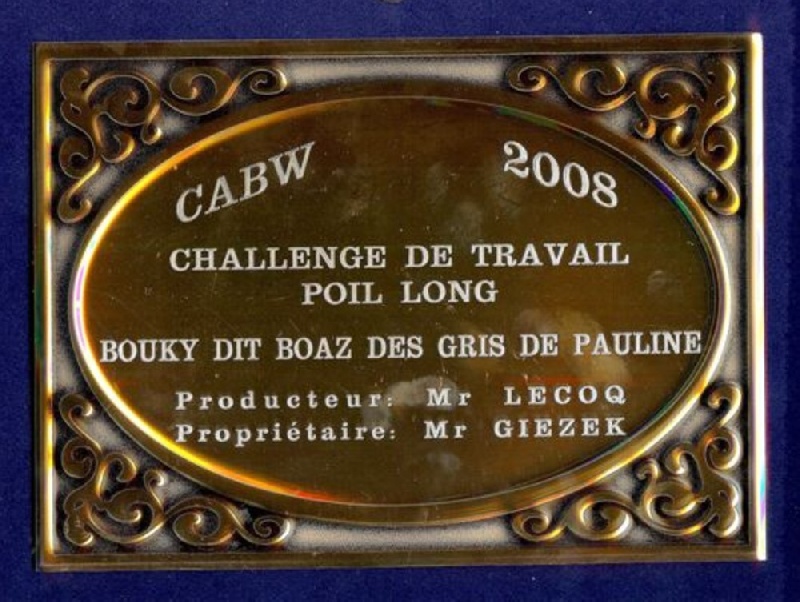 CABW 2008
CHALLENGE DE TRAVAIL
POIL LONG
BOUKY DIT BOAZ DES GRIS DE PAULINE
Producteur: Mr LECOQ
Propriétaire: Mr GIEZEK